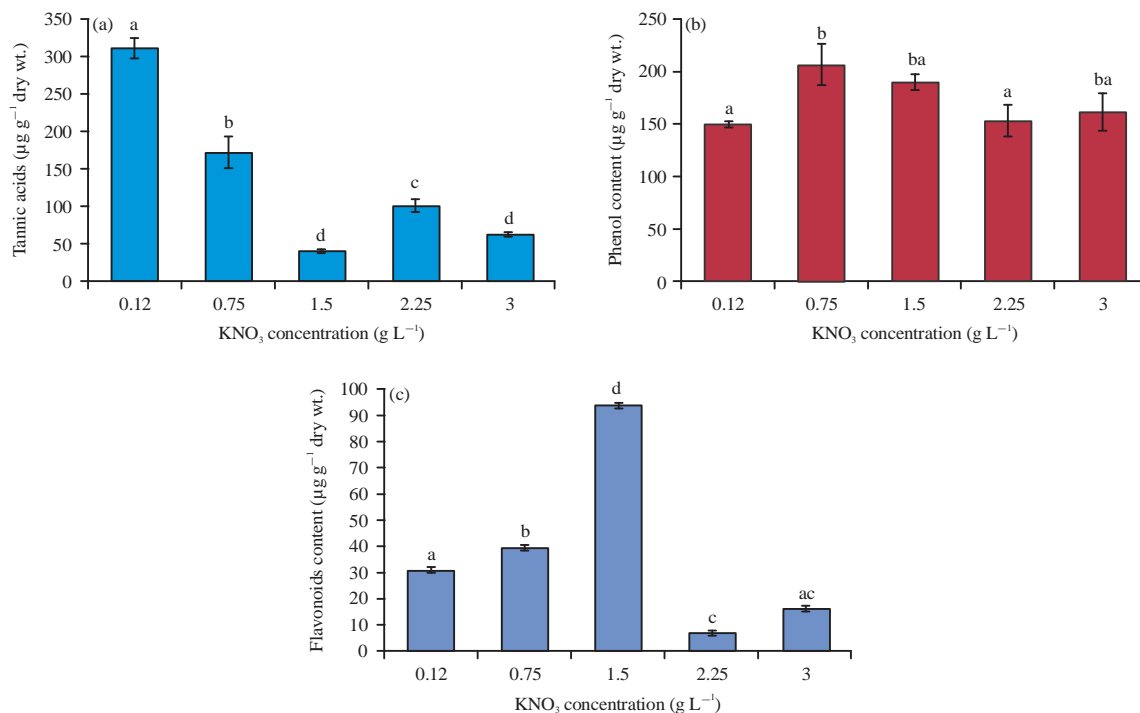 (a)
Tannic acids (µg g⁻¹ dry wt.)
350
300
250
200
150
100
50
0
a
b
d
c
d
0.12 0.75 1.5 2.25 3
KNO₃ concentration (g L⁻¹)
(b)
Phenol content (µg g⁻¹ dry wt.)
250
200
150
100
50
0
a
b
ba
a
ba
0.12 0.75 1.5 2.25 3
KNO₃ concentration (g L⁻¹)
(c)
Flavonoids content (µg g⁻¹ dry wt.)
100
90
80
70
60
50
40
30
20
10
0
a
b
d
c
ac
0.12 0.75 1.5 2.25 3
KNO₃ concentration (g L⁻¹)